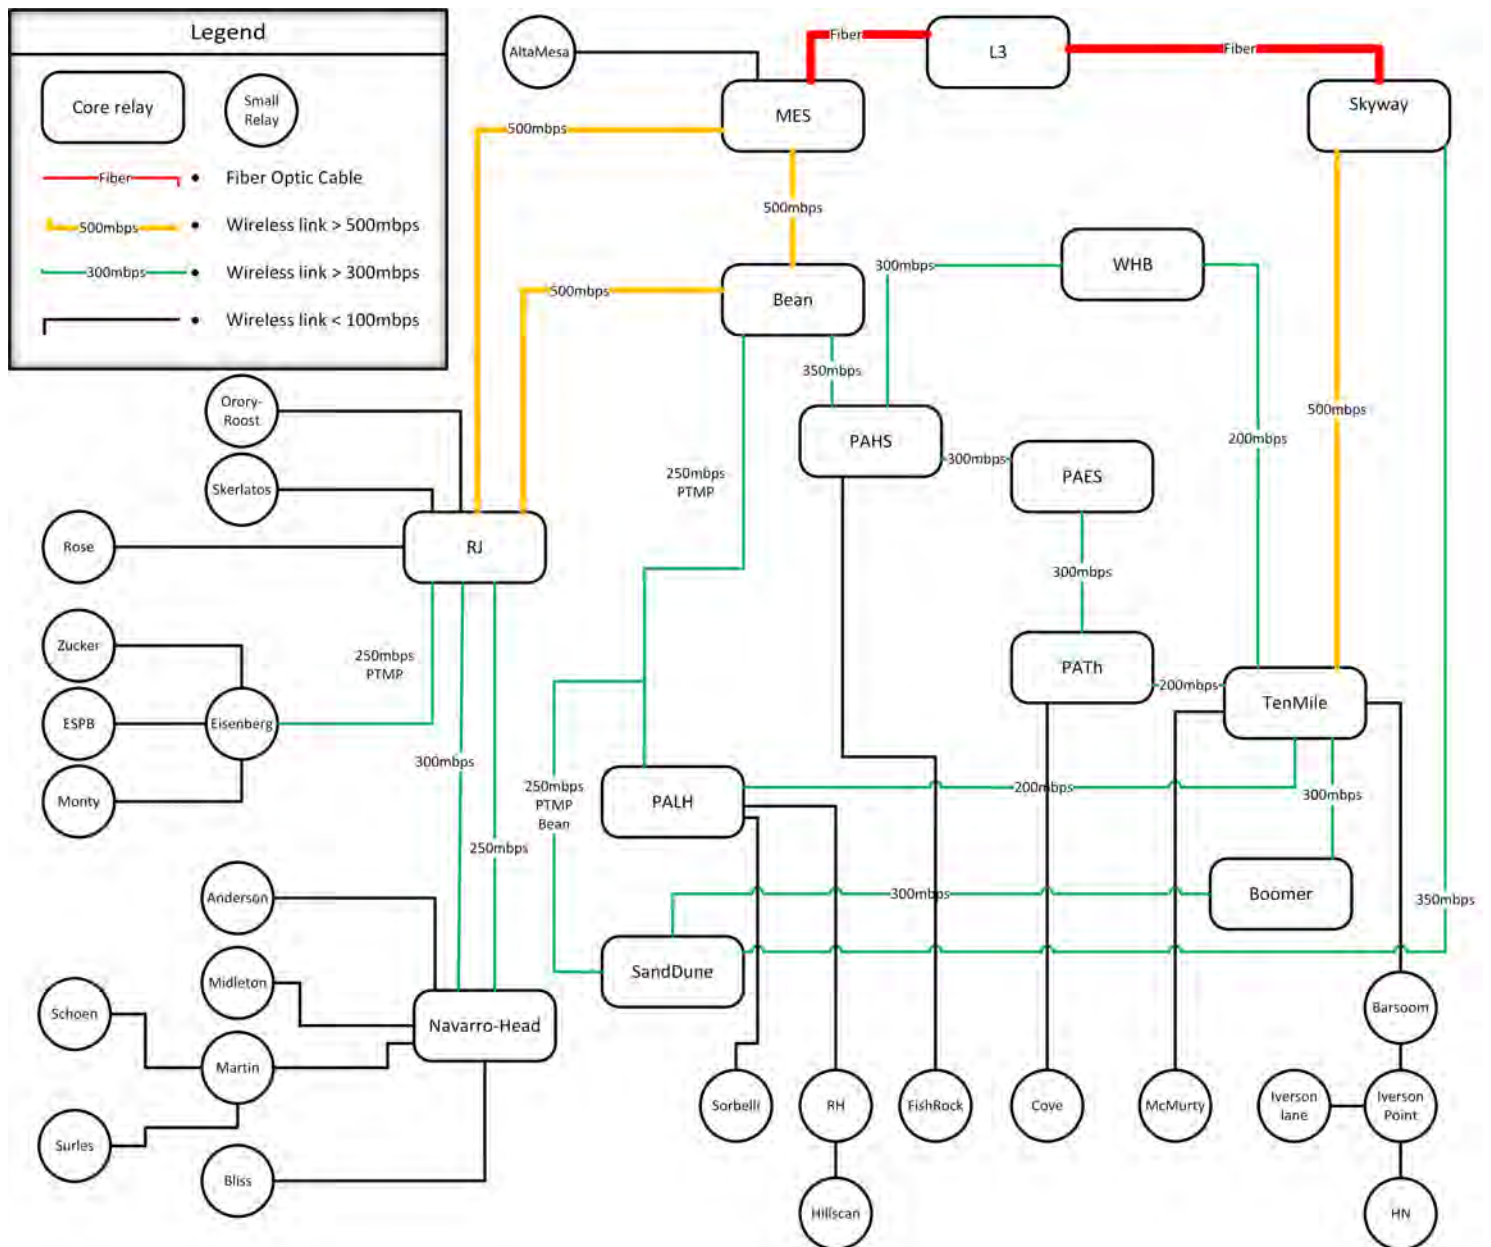 Legend
Core relay
Small
Relay
Fiber
Fiber Optic Cable
500mbps
Wireless link > 500mbps
300mbps
Wireless link > 300mbps
Wireless link < 100mbps
AltaMesa
Fiber
L3
Fiber
MES
Skyway
500mbps
500mbps
WHB
300mbps
Bean
500mbps
350mbps
200mbps
500mbps
Orory-
Roost
PAHS
300mbps
PAES
250mbps
PTMP
Skerlatos
Rose
RJ
300mbps
Zucker
250mbps
PTMP
PATh
200mbps
TenMile
ESPB
Eisenberg
300mbps
Monty
250mbps
PTMP
Bean
PALH
200mbps
300mbps
250mbps
Anderson
300mbps
Boomer
350mbps
Midleton
SandDune
Schoen
Navarro-Head
Barsoom
Martin
Sorbelli
RH
FishRock
Cove
McMurty
Iverson
lane
Iverson
Point
Surles
Bliss
Hillscan
HN